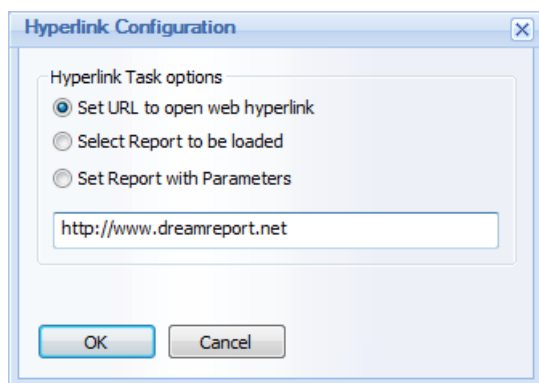 Hyperlink Configuration
Hyperlink Task options
Set URL to open web hyperlink
Select Report to be loaded
Set Report with Parameters
http://www.dreamreport.net
OK Cancel